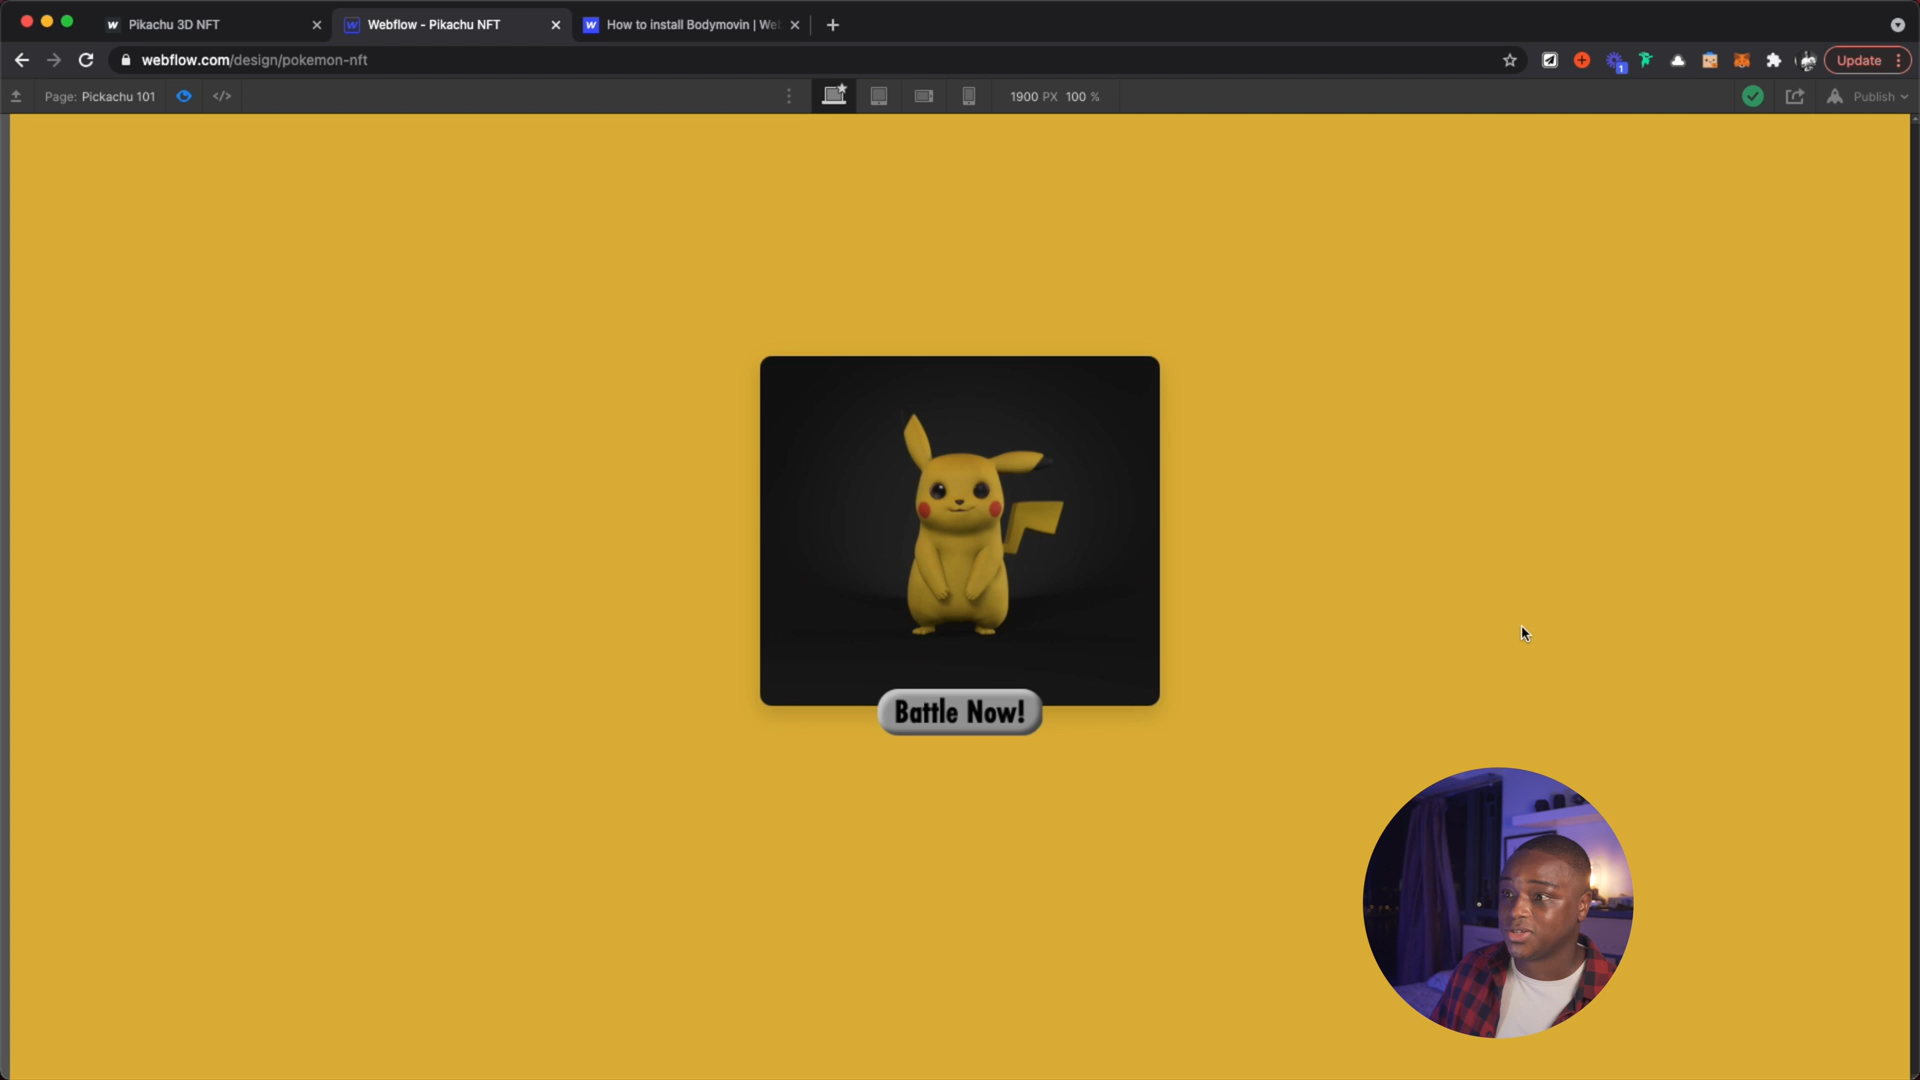 Pikachu 3D NFT
Webflow - Pikachu NFT
How to install Bodymovin | We
webflow.com/design/pokemon-nft
1
Update
Page: Pickachu 101
</>
1900 PX 100 %
Publish
Battle Now!